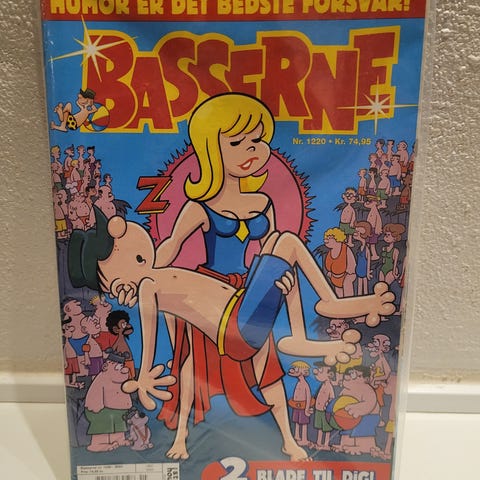 HUMOR ER DET BEDSTE FORSVAR!
BASSERNE
Nr. 1220 • Kr. 74,95
Z
2 BLADE TIL DIG!